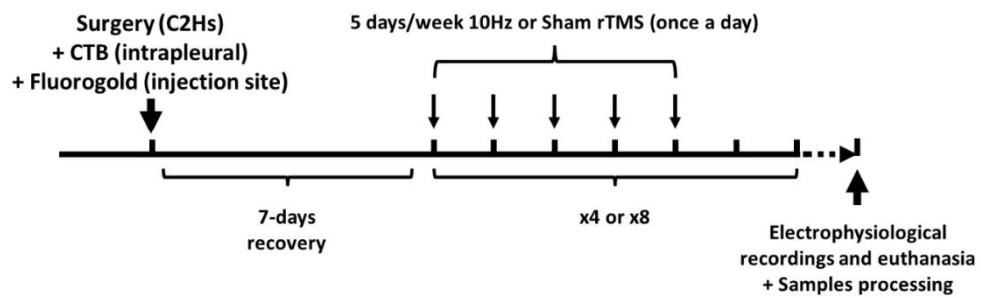 Surgery (C2Hs)
+ CTB (intrapleural)
+ Fluorogold (injection site)
5 days/week 10Hz or Sham rTMS (once a day)
7-days
recovery
x4 or x8
Electrophysiological
recordings and euthanasia
+ Samples processing